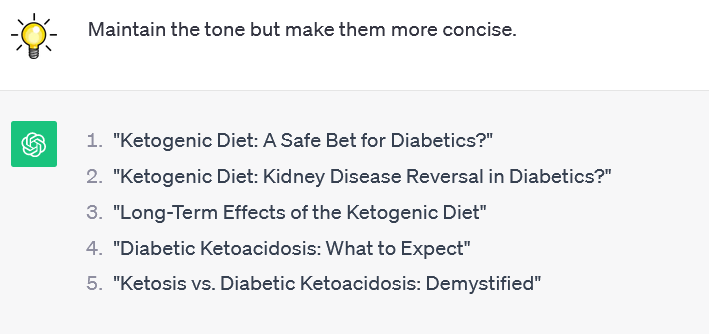 Maintain the tone but make them more concise.
1. "Ketogenic Diet: A Safe Bet for Diabetics?"
2. "Ketogenic Diet: Kidney Disease Reversal in Diabetics?"
3. "Long-Term Effects of the Ketogenic Diet"
4. "Diabetic Ketoacidosis: What to Expect"
5. "Ketosis vs. Diabetic Ketoacidosis: Demystified"